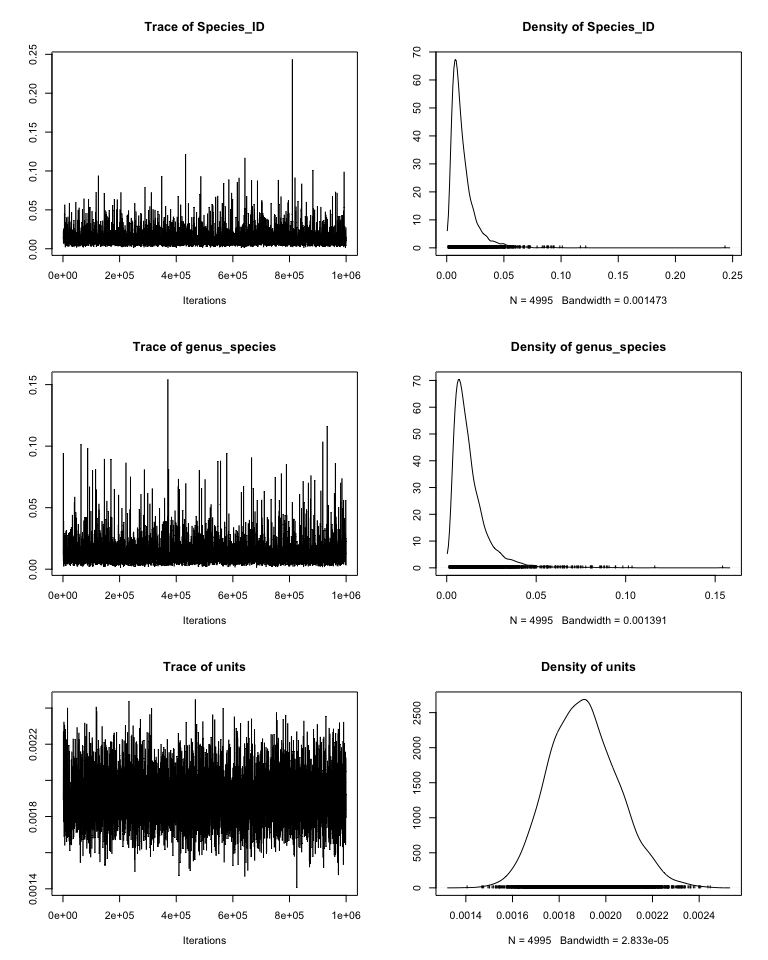 Trace of Species_ID
0.00 0.05 0.10 0.15 0.20 0.25
0e+00 2e+05 4e+05 6e+05 8e+05 1e+06
Iterations
Density of Species_ID
0 10 20 30 40 50 60 70
0.00 0.05 0.10 0.15 0.20 0.25
N = 4995 Bandwidth = 0.001473
Trace of genus_species
0.00 0.05 0.10 0.15
0e+00 2e+05 4e+05 6e+05 8e+05 1e+06
Iterations
Density of genus_species
0 10 20 30 40 50 60 70
0.00 0.05 0.10 0.15
N = 4995 Bandwidth = 0.001391
Trace of units
0.0014 0.0018 0.0022
0e+00 2e+05 4e+05 6e+05 8e+05 1e+06
Iterations
Density of units
0 500 1000 1500 2000 2500
0.0014 0.0016 0.0018 0.0020 0.0022 0.0024
N = 4995 Bandwidth = 2.833e-05